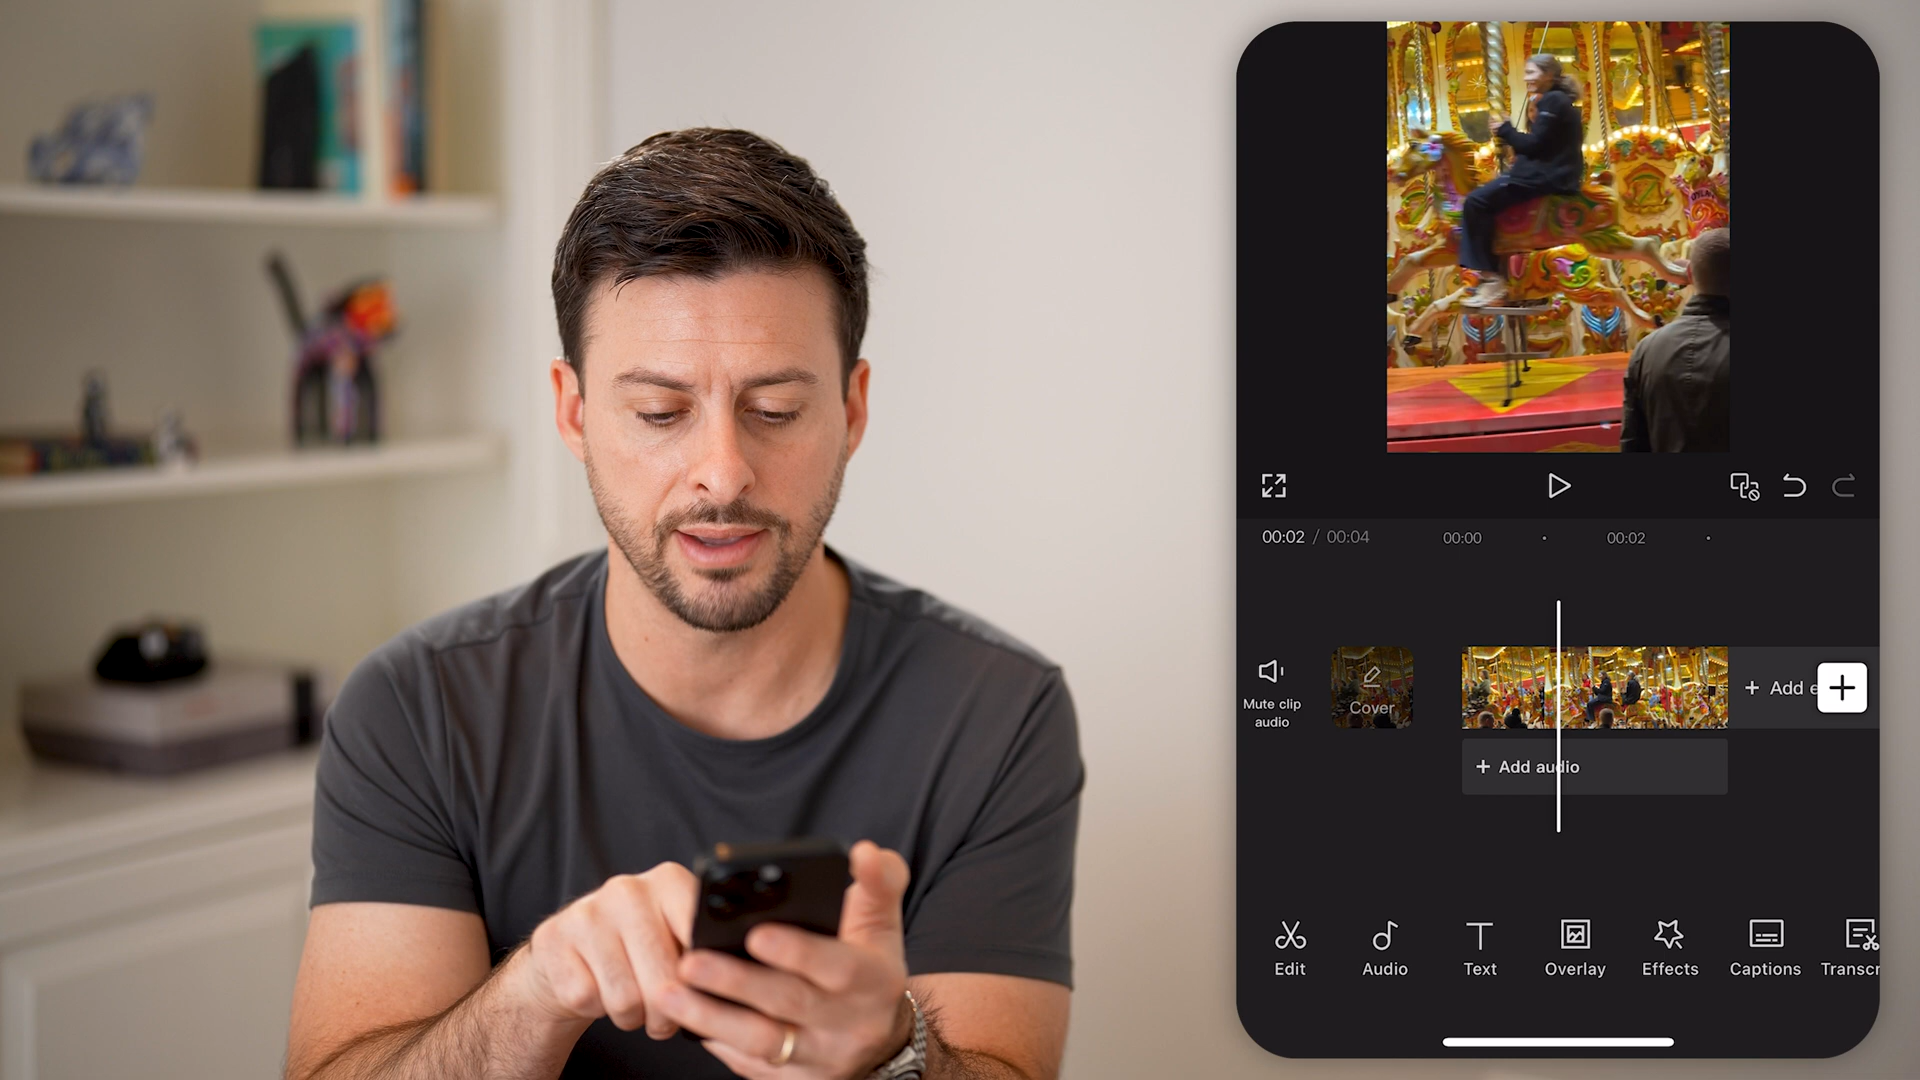 00:02 / 00:04 00:00 00:02
Mute clip
audio
Cover
+ Add e
+ Add audio
Edit Audio Text Overlay Effects Captions Transcr